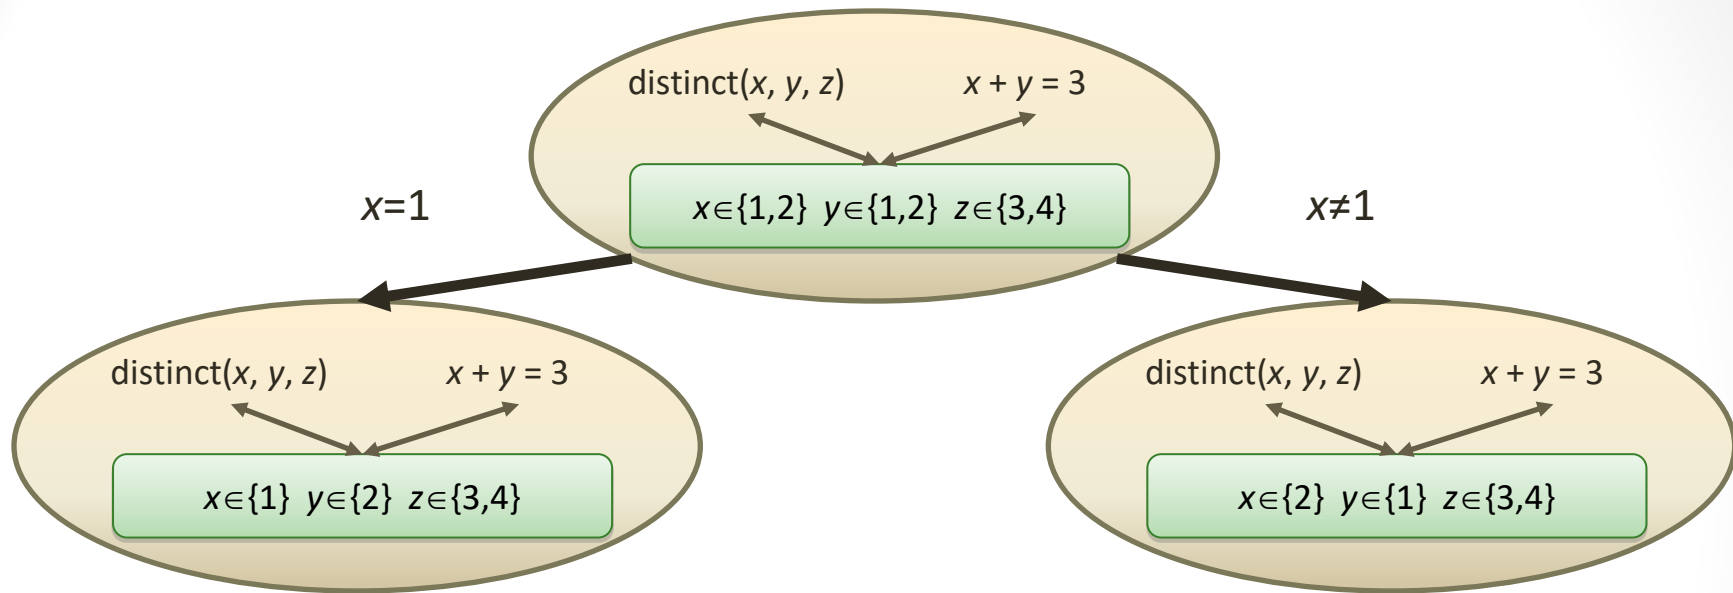 distinct(x, y, z) x + y = 3
x∈{1,2} y∈{1,2} z∈{3,4}
x=1
x≠1
distinct(x, y, z) x + y = 3
x∈{1} y∈{2} z∈{3,4}
distinct(x, y, z) x + y = 3
x∈{2} y∈{1} z∈{3,4}